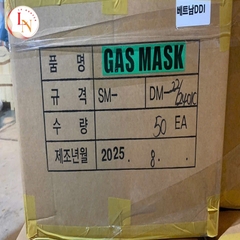 LN
베트남DDI
품 명 GAS MASK
규 격 SM- DM-
수 량 50 EA
제조년월 2025. 8.